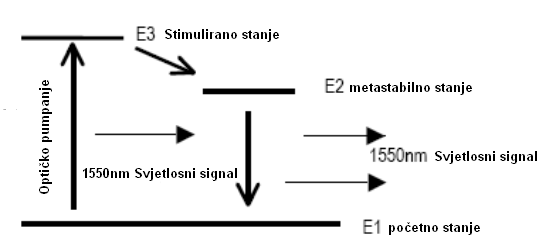 E3 Stimulirano stanje
E2 metastabilno stanje
Optičko pumpanje
1550nm Svjetlosni signal
1550nm Svjetlosni signal
E1 početno stanje